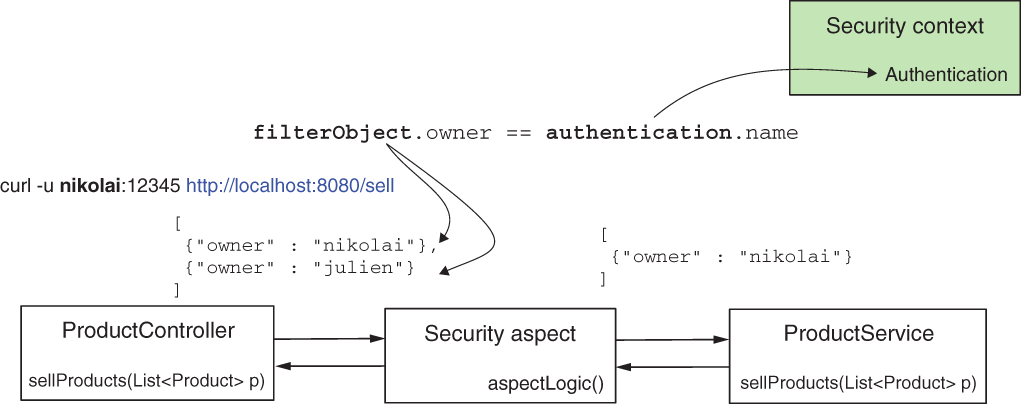 Security context
Authentication
filterObject.owner == authentication.name
curl -u nikolai:12345 http://localhost:8080/sell
[
{"owner" : "nikolai"},
{"owner" : "julien"}
]
[
{"owner" : "nikolai"}
]
ProductController
sellProducts(List<Product> p)
Security aspect
aspectLogic()
ProductService
sellProducts(List<Product> p)